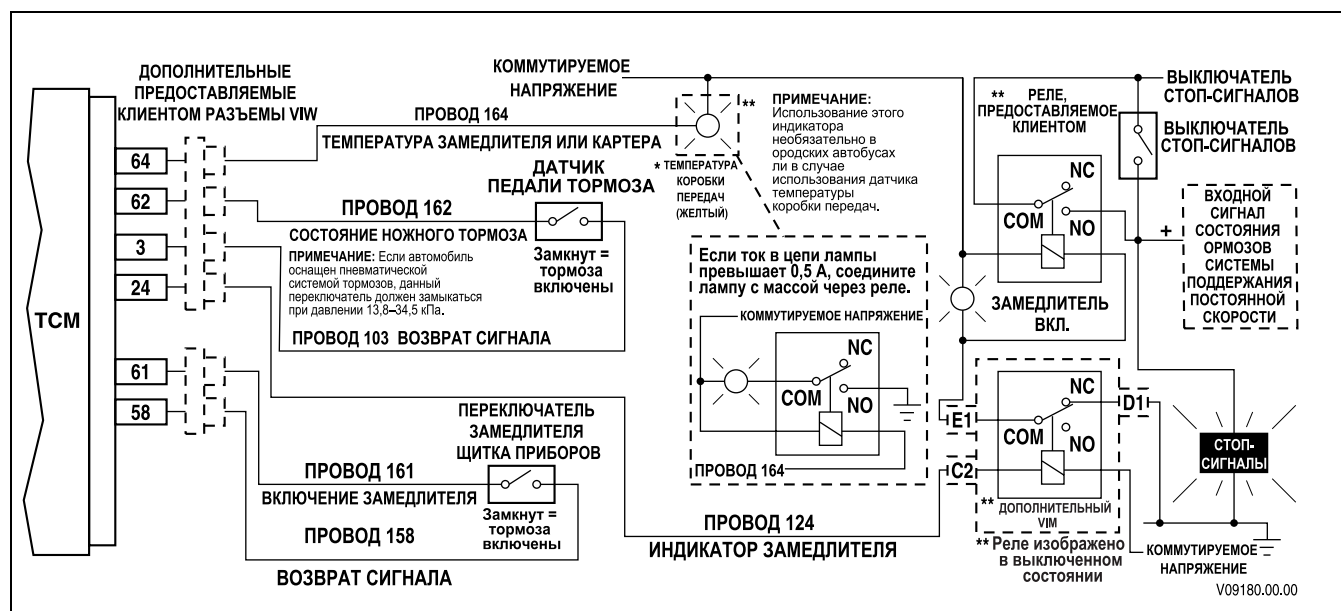 ДОПОЛНИТЕЛЬНЫЕ
ПРЕДОСТАВЛЯЕМЫЕ
КЛИЕНТОМ РАЗЪЕМЫ VIW
TCM
64
62
3
24
61
58
КОММУТИРУЕМОЕ
НАПРЯЖЕНИЕ
ПРОВОД 164
ТЕМПЕРАТУРА ЗАМЕДЛИТЕЛЯ ИЛИ КАРТЕРА
ДАТЧИК
ПЕДАЛИ ТОРМОЗА
ПРОВОД 162
СОСТОЯНИЕ НОЖНОГО ТОРМОЗА
Замкнут =
тормоза
включены
ПРИМЕЧАНИЕ: Если автомобиль
оснащен пневматической
системой тормозов, данный
переключатель должен замыкаться
при давлении 13,8–34,5 кПа.
ПРОВОД 103 ВОЗВРАТ СИГНАЛА
ПЕРЕКЛЮЧАТЕЛЬ
ЗАМЕДЛИТЕЛЯ
ЩИТКА ПРИБОРОВ
ПРОВОД 161
ВКЛЮЧЕНИЕ ЗАМЕДЛИТЕЛЯ
Замкнут =
тормоза
включены
ПРОВОД 158
ВОЗВРАТ СИГНАЛА
**
* ТЕМПЕРАТУРА
КОРОБКИ
ПЕРЕДАЧ
(ЖЕЛТЫЙ)
ПРИМЕЧАНИЕ:
Использование этого
индикатора
необязательно в
ородских автобусах
ли в случае
использования датчика
температуры
коробки передач.
Если ток в цепи лампы
превышает 0,5 А, соедините
лампу с массой через реле.
КОММУТИРУЕМОЕ НАПРЯЖЕНИЕ
NC
COM
NO
ПРОВОД 164
ПРОВОД 124
ИНДИКАТОР ЗАМЕДЛИТЕЛЯ
** РЕЛЕ,
ПРЕДОСТАВЛЯЕМОЕ
КЛИЕНТОМ
NC
COM
NO
ЗАМЕДЛИТЕЛЬ
ВКЛ.
ВЫКЛЮЧАТЕЛЬ
СТОП-СИГНАЛОВ
ВЫКЛЮЧАТЕЛЬ
СТОП-СИГНАЛОВ
+
ВХОДНОЙ
СИГНАЛ
СОСТОЯНИЯ
ОРМОЗОВ
СИСТЕМЫ
ПОДДЕРЖАНИЯ
ПОСТОЯННОЙ
СКОРОСТИ
E1
C2
D1
NC
COM
NO
** ДОПОЛНИТЕЛЬНЫЙ
VIM
** Реле изображено
в выключенном
состоянии
СТОП-
СИГНАЛЫ
КОММУТИРУЕМОЕ
НАПРЯЖЕНИЕ
V09180.00.00